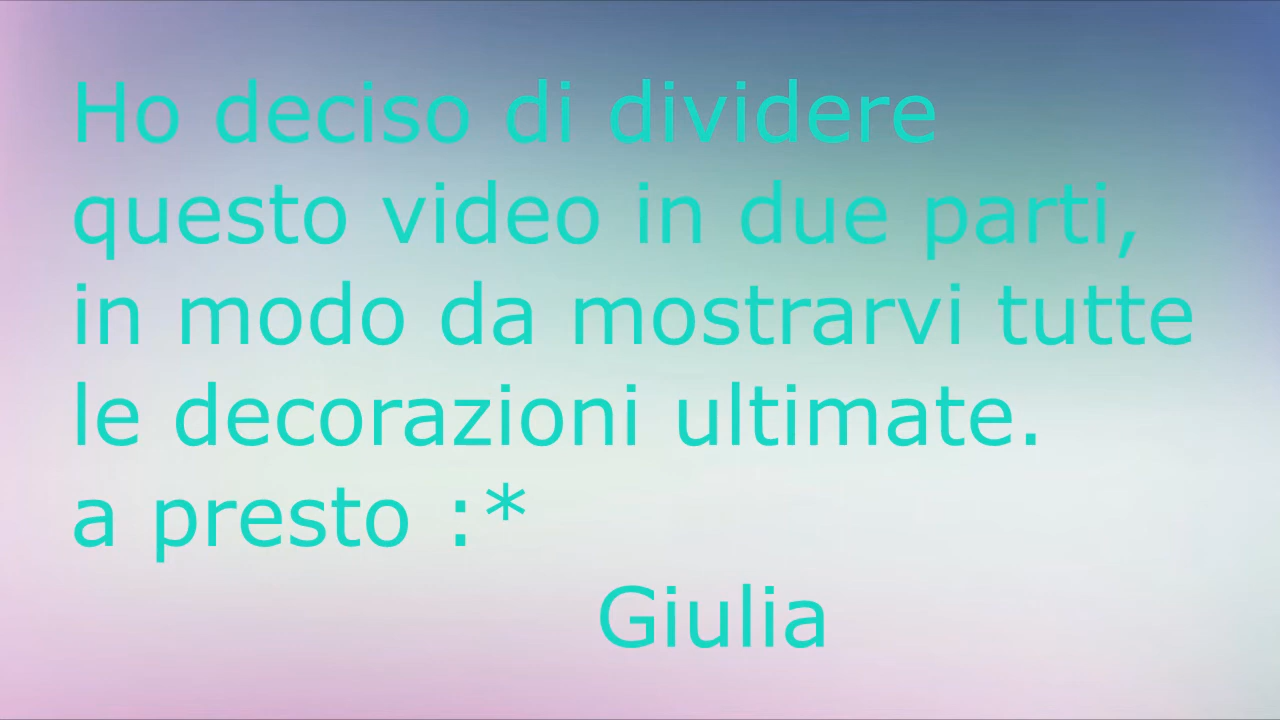 Ho deciso di dividere
questo video in due parti,
in modo da mostrarvi tutte
le decorazioni ultimate.
a presto :*
Giulia